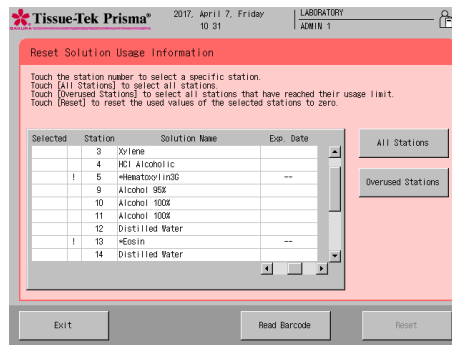 SAKURA Tissue-Tek Prisma® 2017, April 7, Friday LABORATORY
10 31 ADMIN 1
Reset Solution Usage Information
Touch the station number to select a specific station.
Touch [All Stations] to select all stations.
Touch [Overused Stations] to select all stations that have reached their usage limit.
Touch [Reset] to reset the used values of the selected stations to zero.
Selected Station Solution Name Exp. Date
3 Xylene
4 HCl Alcoholic
! 5 *Hematoxylin3G --
9 Alcohol 95%
10 Alcohol 100%
11 Alcohol 100%
12 Distilled Water
! 13 *Eosin --
14 Distilled Water
All Stations
Overused Stations
Exit Read Barcode Reset